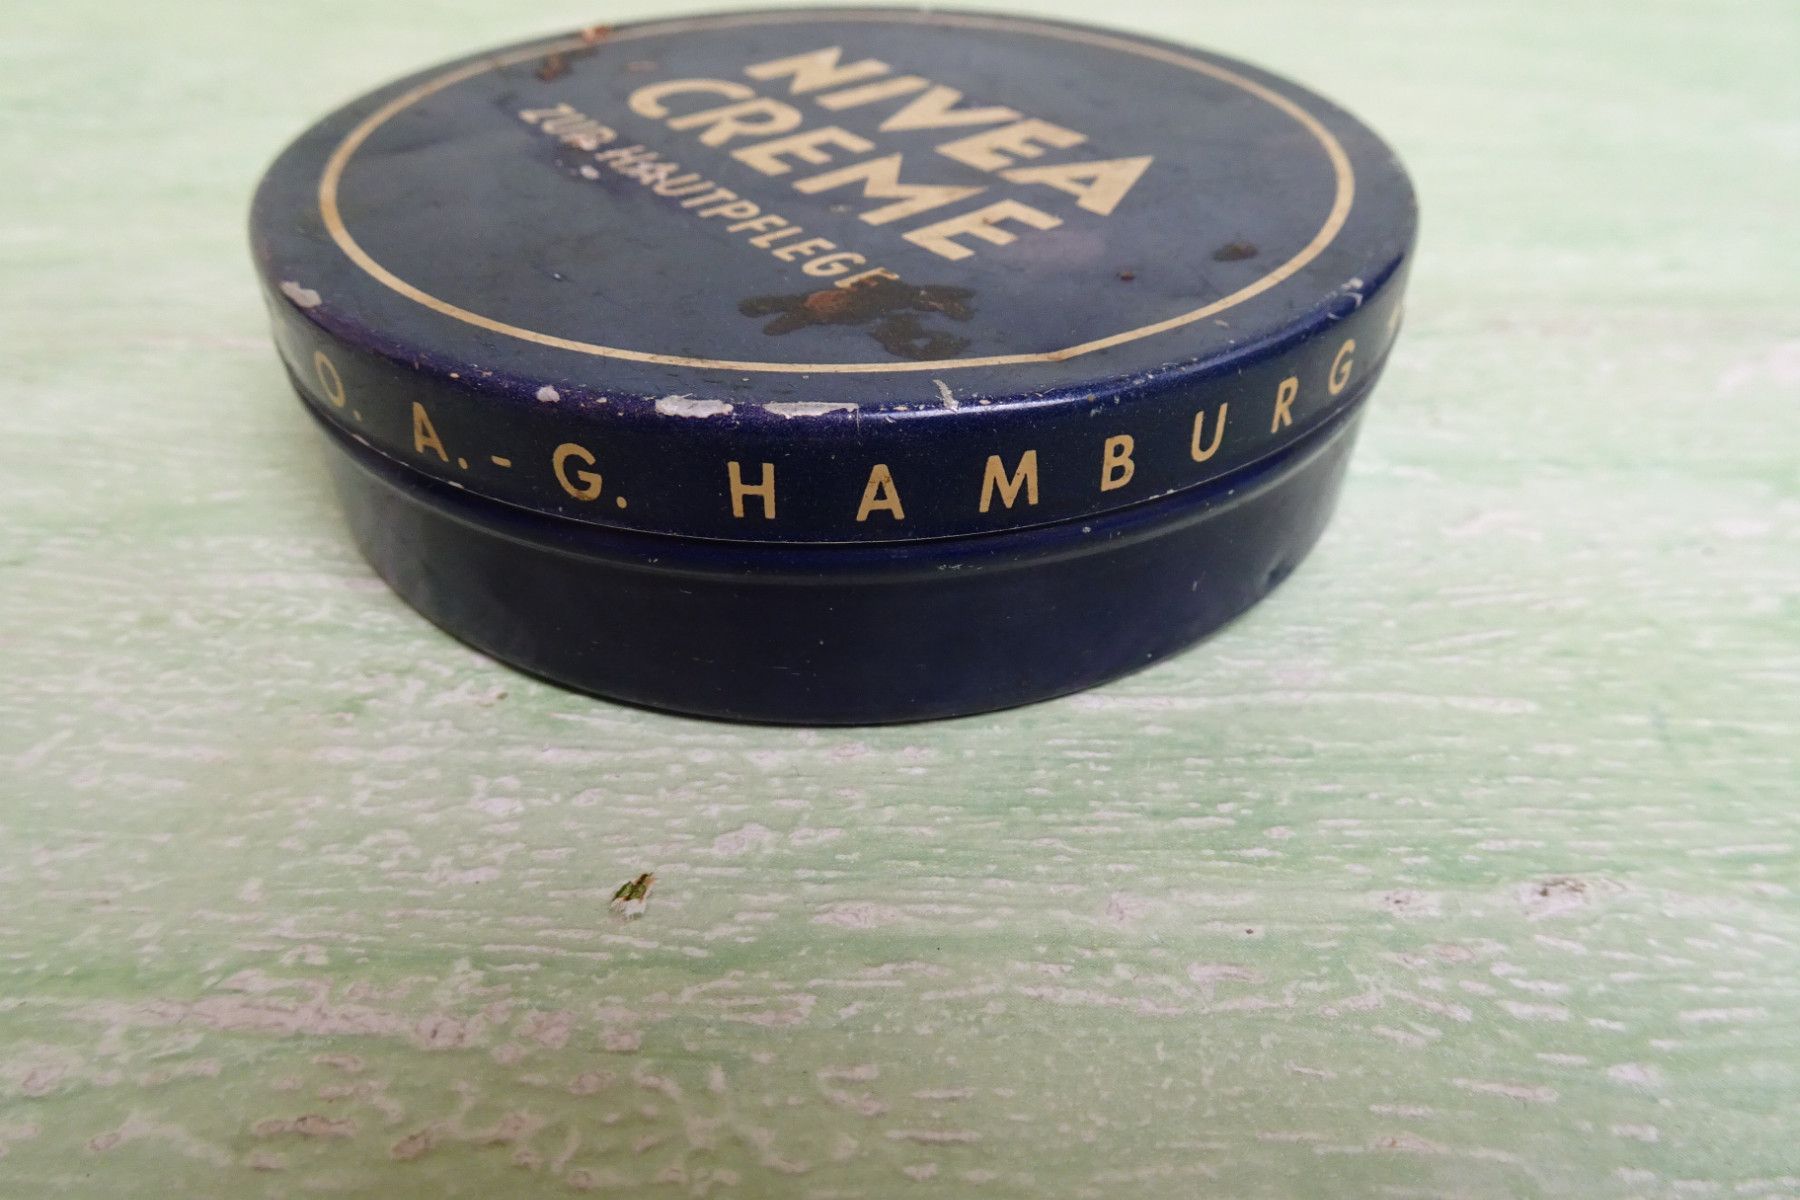 NIVEA
CREME
ZUR HAUTPFLEGE
O. A.-G. HAMBURG